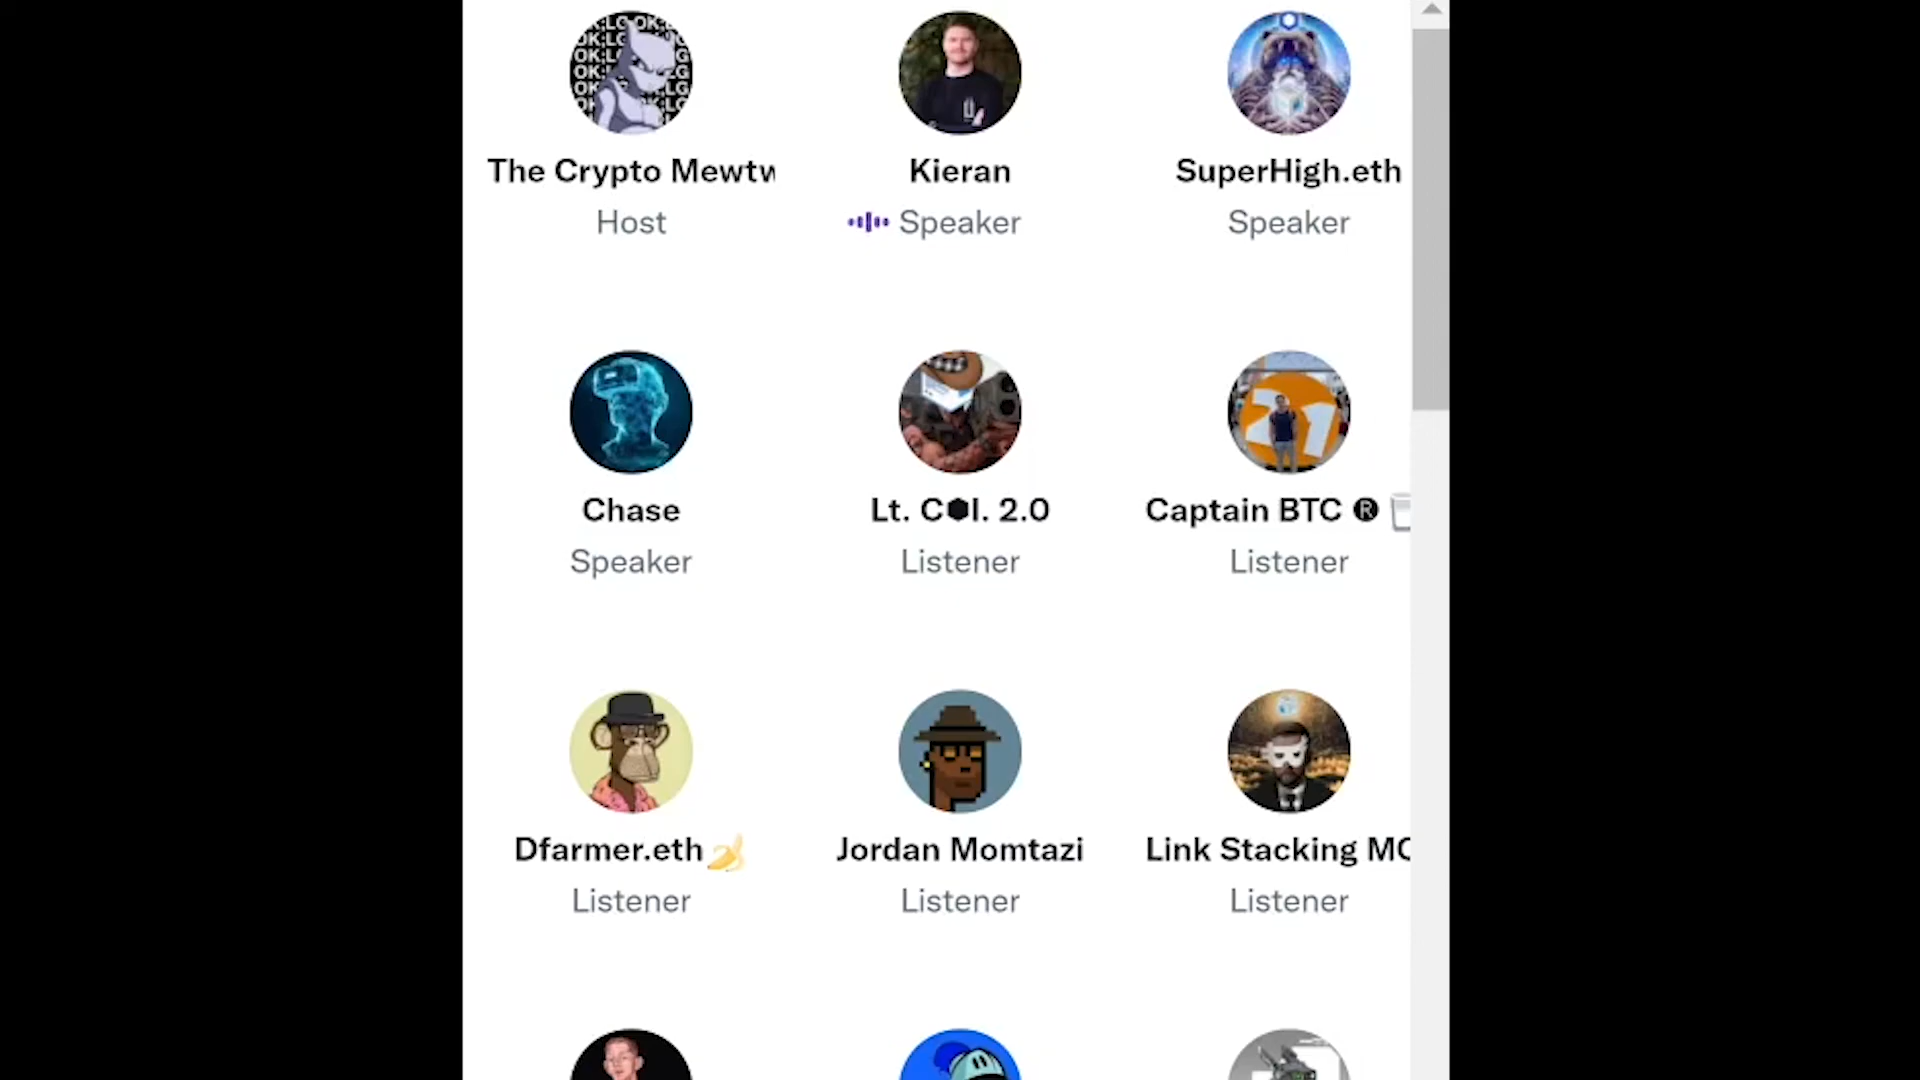 The Crypto Mewtw
Kieran
SuperHigh.eth
Host
Speaker
Speaker
Chase
Lt. C⬢l. 2.0
Captain BTC 🅡
Speaker
Listener
Listener
Dfarmer.eth🍌
Jordan Momtazi
Link Stacking MC
Listener
Listener
Listener